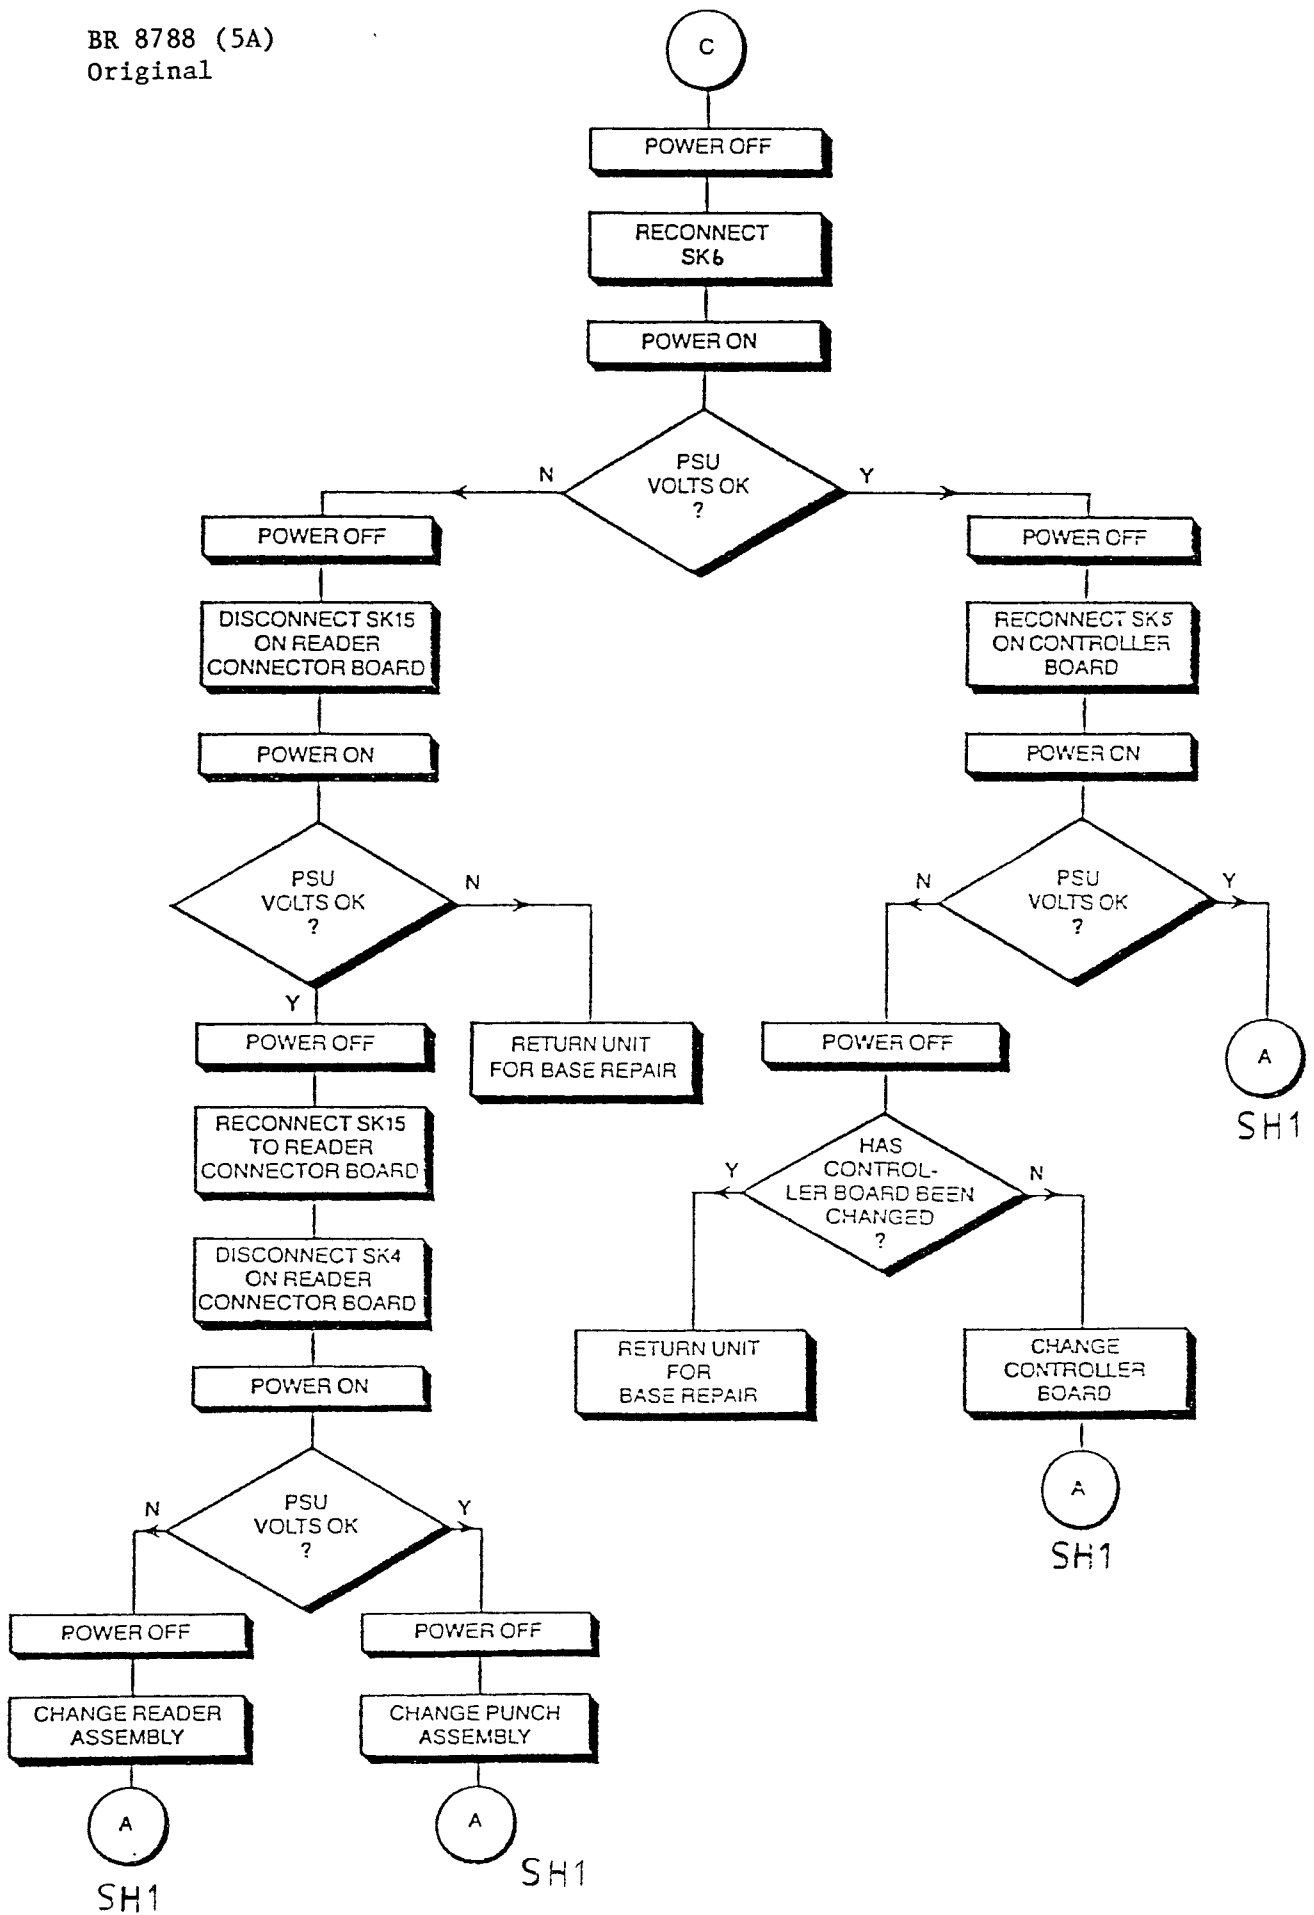 BR 8788 (5A)
Original
C
POWER OFF
RECONNECT
SK6
POWER ON
PSU
VOLTS OK
?
N
Y
POWER OFF
DISCONNECT SK15
ON READER
CONNECTOR BOARD
POWER ON
PSU
VOLTS OK
?
N
Y
RETURN UNIT
FOR BASE REPAIR
POWER OFF
RECONNECT SK15
TO READER
CONNECTOR BOARD
DISCONNECT SK4
ON READER
CONNECTOR BOARD
POWER ON
PSU
VOLTS OK
?
N
Y
POWER OFF
CHANGE READER
ASSEMBLY
A
SH1
POWER OFF
CHANGE PUNCH
ASSEMBLY
A
SH1
POWER OFF
RECONNECT SK5
ON CONTROLLER
BOARD
POWER ON
PSU
VOLTS OK
?
N
Y
A
SH1
POWER OFF
HAS
CONTROL-
LER BOARD BEEN
CHANGED
?
Y
N
RETURN UNIT
FOR
BASE REPAIR
CHANGE
CONTROLLER
BOARD
A
SH1